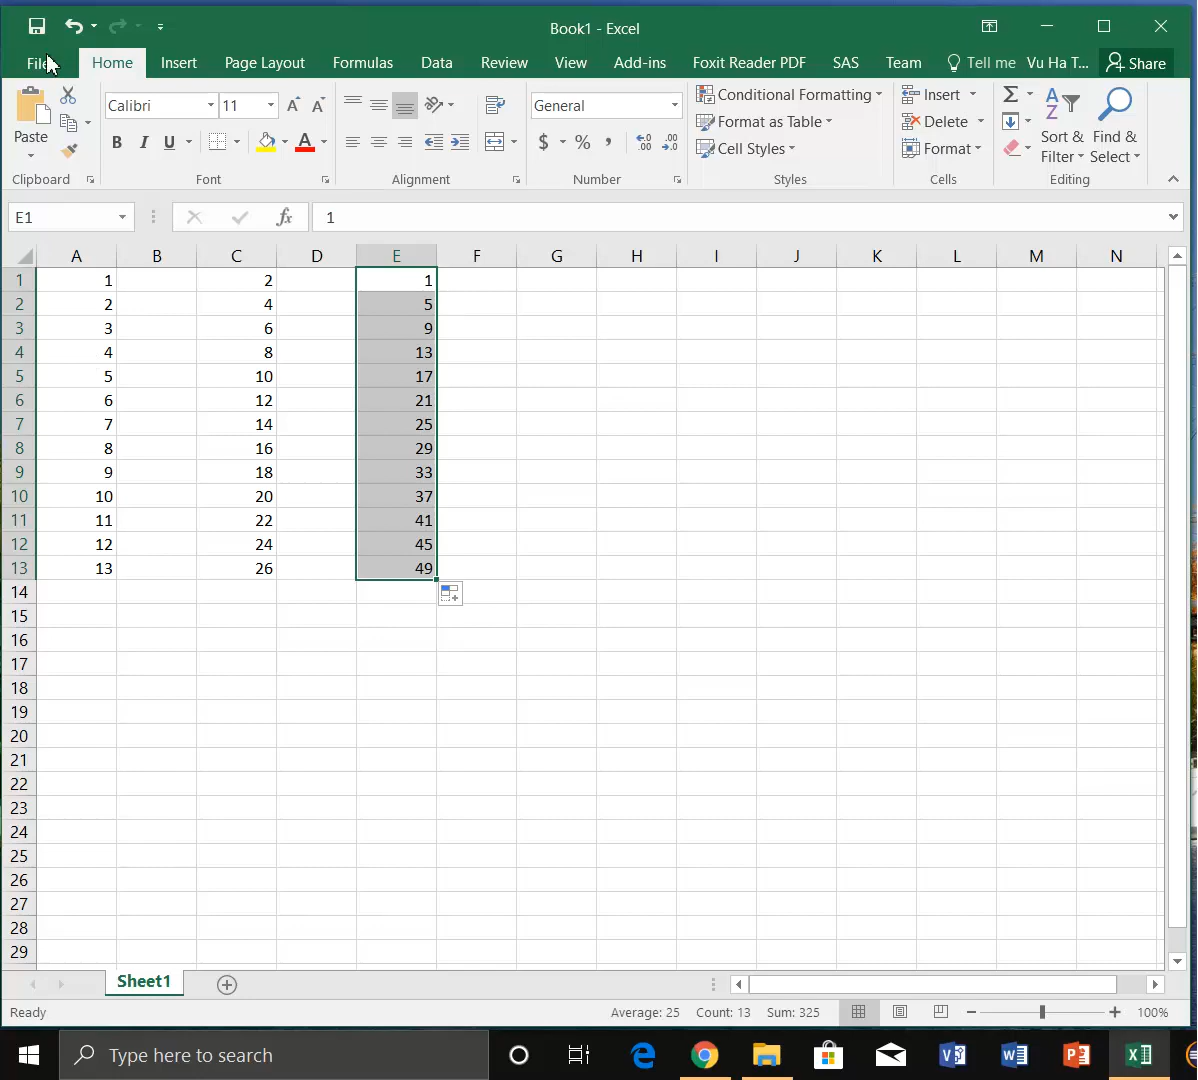 Book1 - Excel
File Home Insert Page Layout Formulas Data Review View Add-ins Foxit Reader PDF SAS Team Tell me Vu Ha T... Share
Calibri 11 General Conditional Formatting Insert
Paste Format as Table Delete Sort & Find &
B I U $ % , .0 .00 .00 .0 Cell Styles Format Filter Select
Clipboard Font Alignment Number Styles Cells Editing
E1 fx 1
A B C D E F G H I J K L M N
1 1 2 1
2 2 4 5
3 3 6 9
4 4 8 13
5 5 10 17
6 6 12 21
7 7 14 25
8 8 16 29
9 9 18 33
10 10 20 37
11 11 22 41
12 12 24 45
13 13 26 49
14
15
16
17
18
19
20
21
22
23
24
25
26
27
28
29
Sheet1
Ready Average: 25 Count: 13 Sum: 325 100%
Type here to search